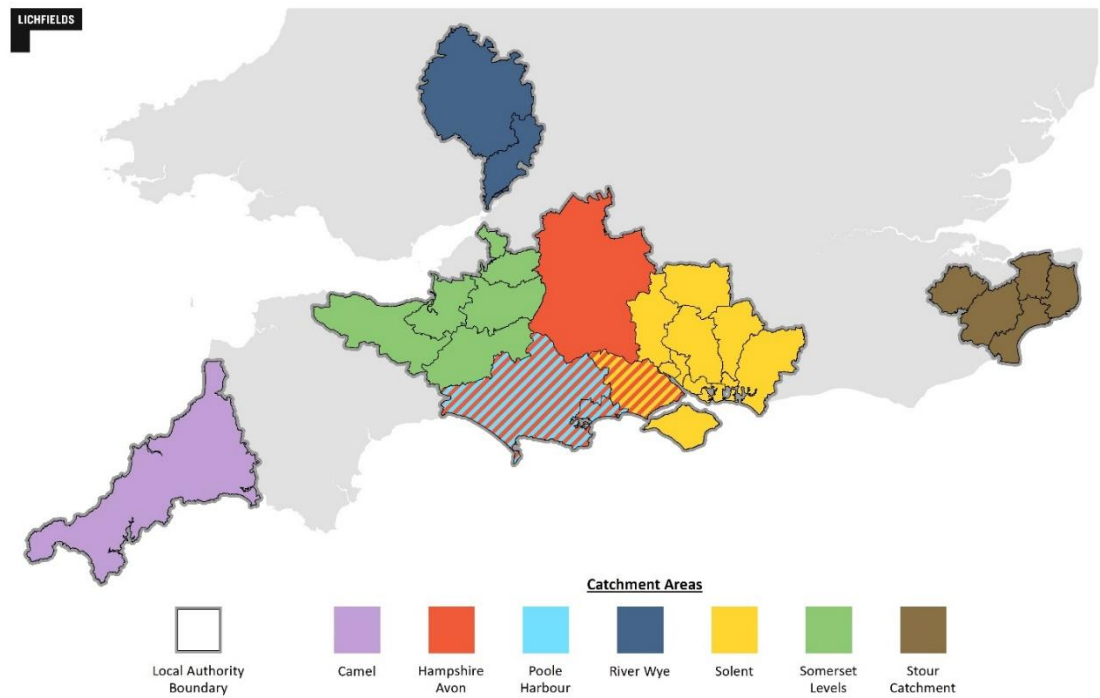 LICHFIELDS
Catchment Areas
Local Authority
Boundary
Camel
Hampshire
Avon
Poole
Harbour
River Wye
Solent
Somerset
Levels
Stour
Catchment